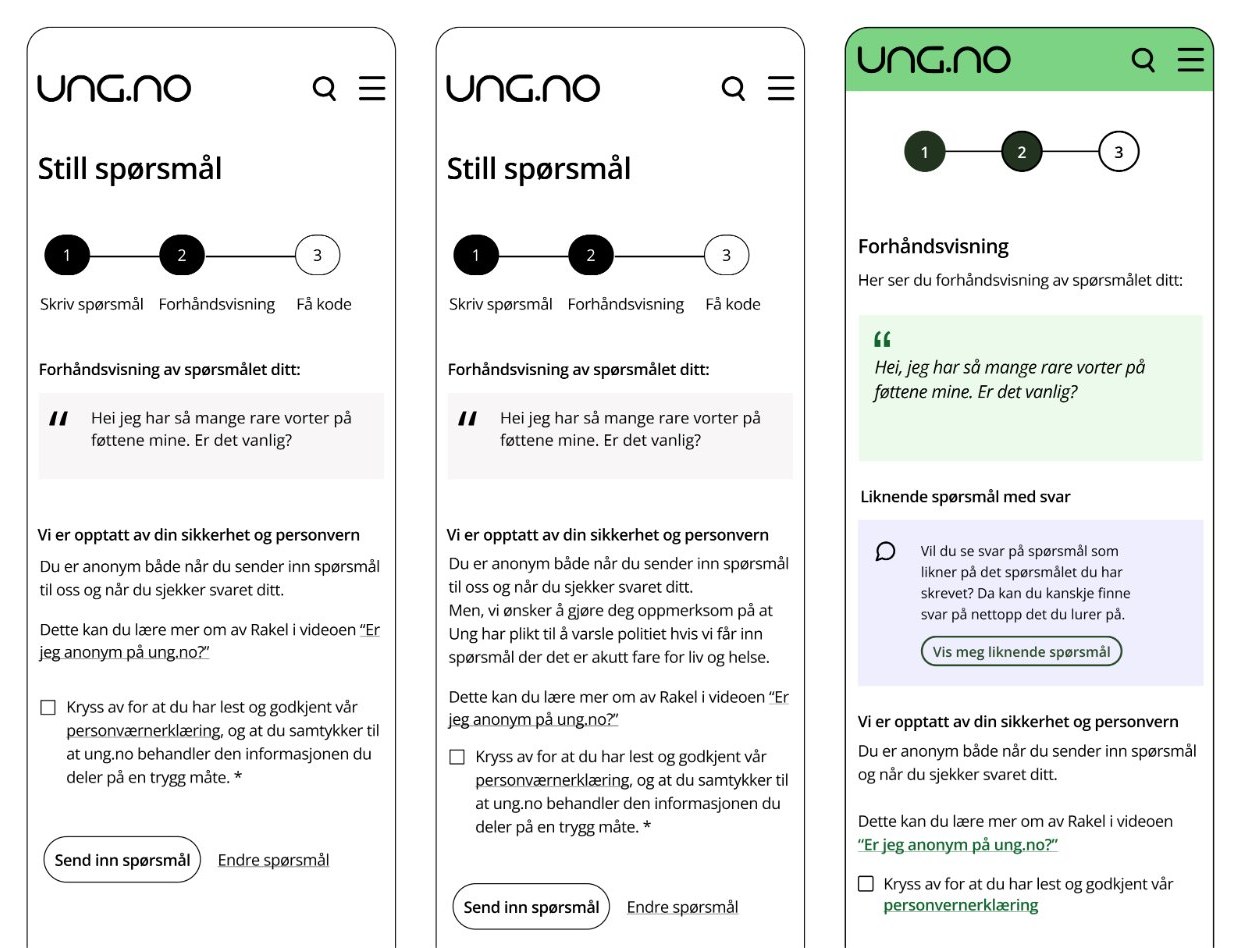 UNG.NO
Still spørsmål
1 2 3
Skriv spørsmål Forhåndsvisning Få kode
Forhåndsvisning av spørsmålet ditt:
“
Hei jeg har så mange rare vorter på
føttene mine. Er det vanlig?
Vi er opptatt av din sikkerhet og personvern
Du er anonym både når du sender inn spørsmål
til oss og når du sjekker svaret ditt.
Dette kan du lære mer om av Rakel i videoen “Er
jeg anonym på ung.no?”
Kryss av for at du har lest og godkjent vår
personværnerklæring, og at du samtykker til
at ung.no behandler den informasjonen du
deler på en trygg måte. *
Send inn spørsmål Endre spørsmål
UNG.NO
Still spørsmål
1 2 3
Skriv spørsmål Forhåndsvisning Få kode
Forhåndsvisning av spørsmålet ditt:
“
Hei jeg har så mange rare vorter på
føttene mine. Er det vanlig?
Vi er opptatt av din sikkerhet og personvern
Du er anonym både når du sender inn spørsmål
til oss og når du sjekker svaret ditt.
Men, vi ønsker å gjøre deg oppmerksom på at
Ung har plikt til å varsle politiet hvis vi får inn
spørsmål der det er akutt fare for liv og helse.
Dette kan du lære mer om av Rakel i videoen “Er
jeg anonym på ung.no?”
Kryss av for at du har lest og godkjent vår
personværnerklæring, og at du samtykker til
at ung.no behandler den informasjonen du
deler på en trygg måte. *
Send inn spørsmål Endre spørsmål
UNG.NO
1 2 3
Forhåndsvisning
Her ser du forhåndsvisning av spørsmålet ditt:
“
Hei, jeg har så mange rare vorter på
føttene mine. Er det vanlig?
Liknende spørsmål med svar
Vil du se svar på spørsmål som
likner på det spørsmålet du har
skrevet? Da kan du kanskje finne
svar på nettopp det du lurer på.
Vis meg liknende spørsmål
Vi er opptatt av din sikkerhet og personvern
Du er anonym både når du sender inn spørsmål
og når du sjekker svaret ditt.
Dette kan du lære mer om av Rakel i videoen
“Er jeg anonym på ung.no?”
Kryss av for at du har lest og godkjent vår
personvernerklæring